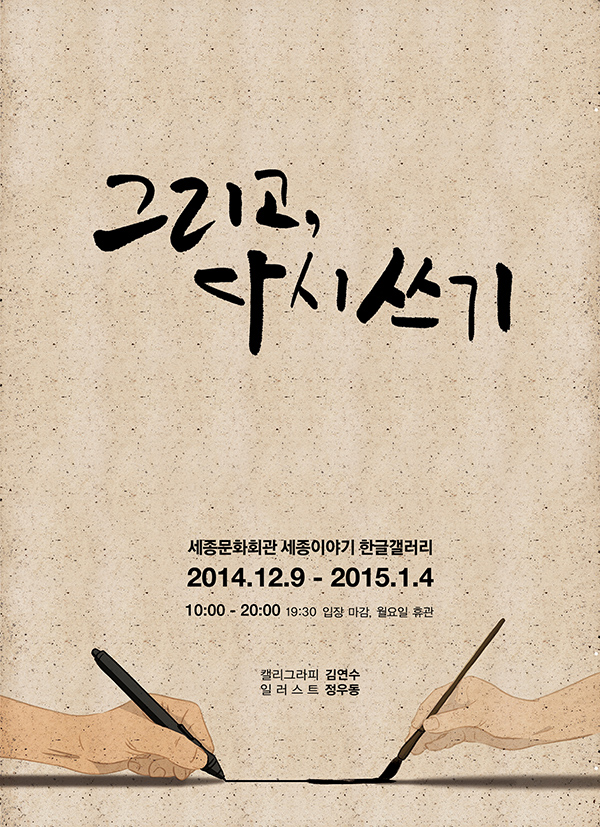 그리고,
다시 쓰기
세종문화회관 세종이야기 한글갤러리
2014.12.9 - 2015.1.4
10:00 - 20:00 19:30 입장 마감, 월요일 휴관
캘리그라피 김연수
일러스트 정우동